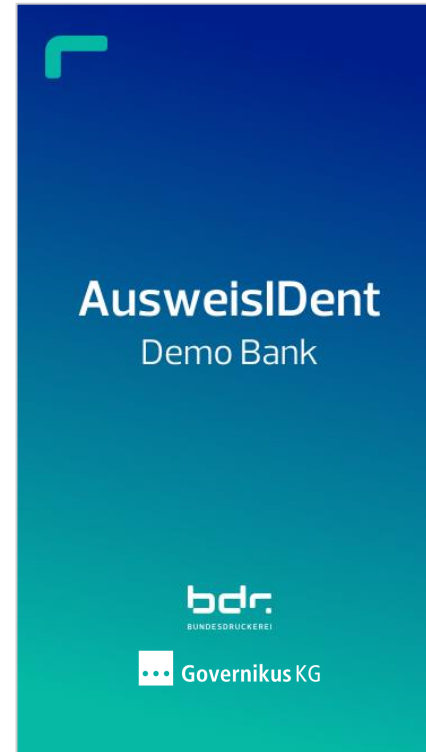 AusweisIDent
Demo Bank
bdr.
BUNDESDRUCKEREI
Governikus KG